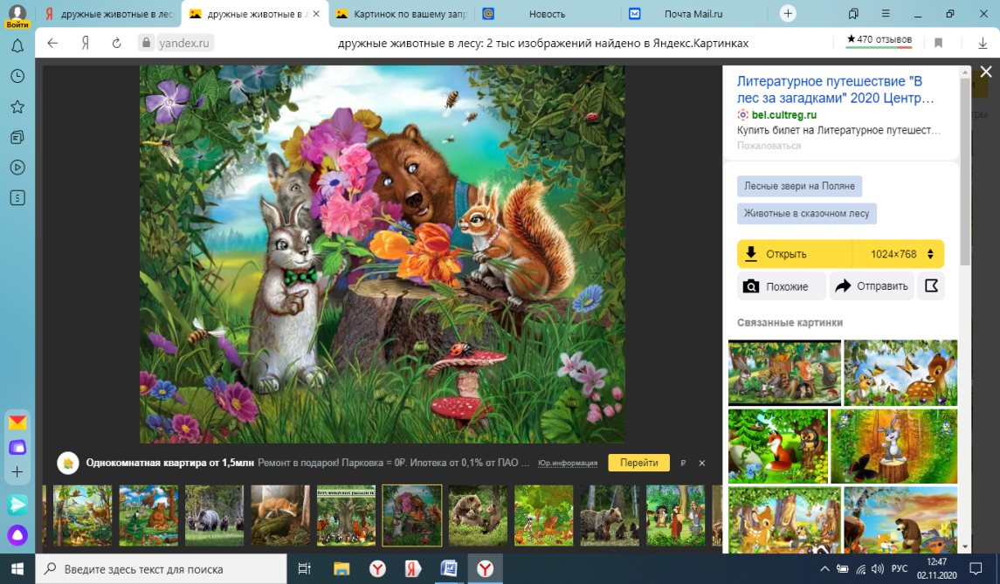 Войти
дружные животные в лес
дружные животные в л
Картинок по вашему запр
Новость
Почта Mail.ru
yandex.ru
дружные животные в лесу: 2 тыс изображений найдено в Яндекс.Картинках
★470 отзывов
Литературное путешествие "В
лес за загадками" 2020 Центр…
bel.cultreg.ru
Купить билет на Литературное путешест…
Пожаловаться
Лесные звери на Поляне
Животные в сказочном лесу
Открыть
1024×768
Похожие
Отправить
Связанные картинки
Однокомнатная квартира от 1,5млн Ремонт в подарок! Парковка = 0₽. Ипотека от 0,1% от ПАО … Юр.информация
Перейти
₽
Введите здесь текст для поиска
РУС
12:47
02.11.2020